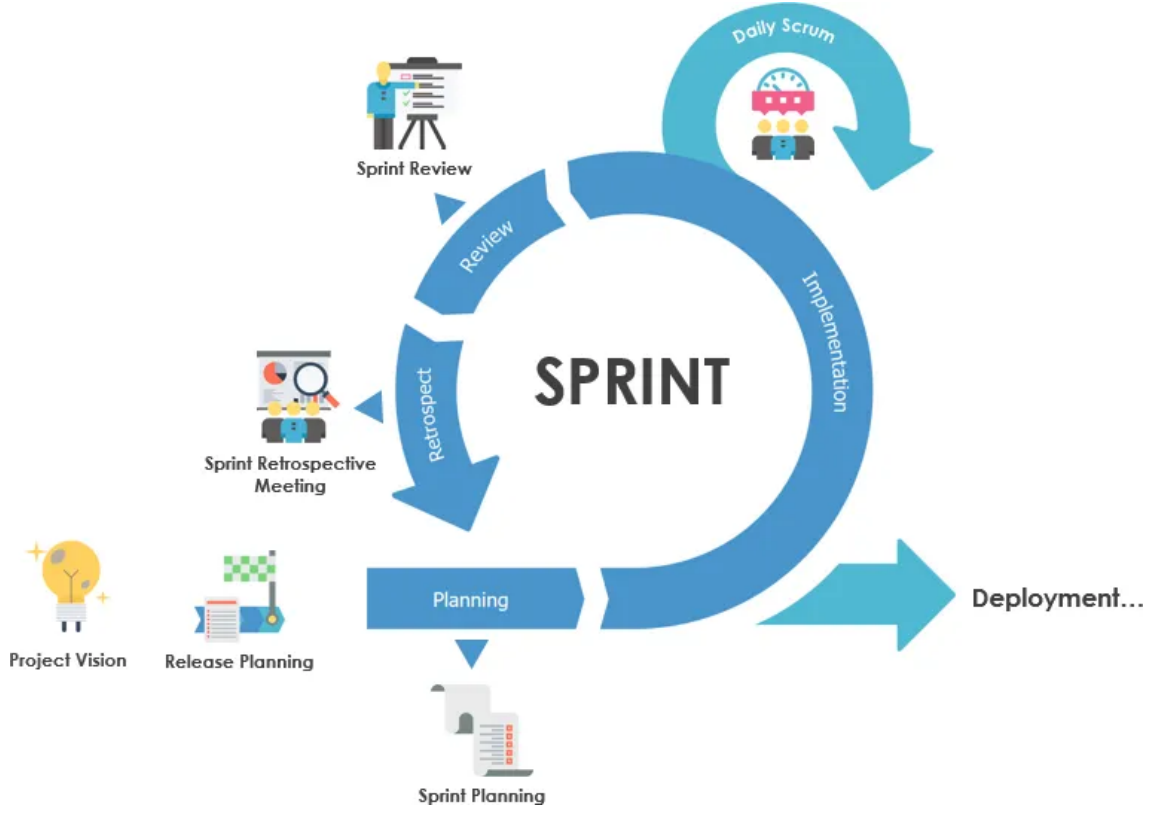 Daily Scrum
Sprint Review
Review
Implementation
SPRINT
Retrospect
Sprint Retrospective
Meeting
Planning
Deployment...
Project Vision
Release Planning
Sprint Planning